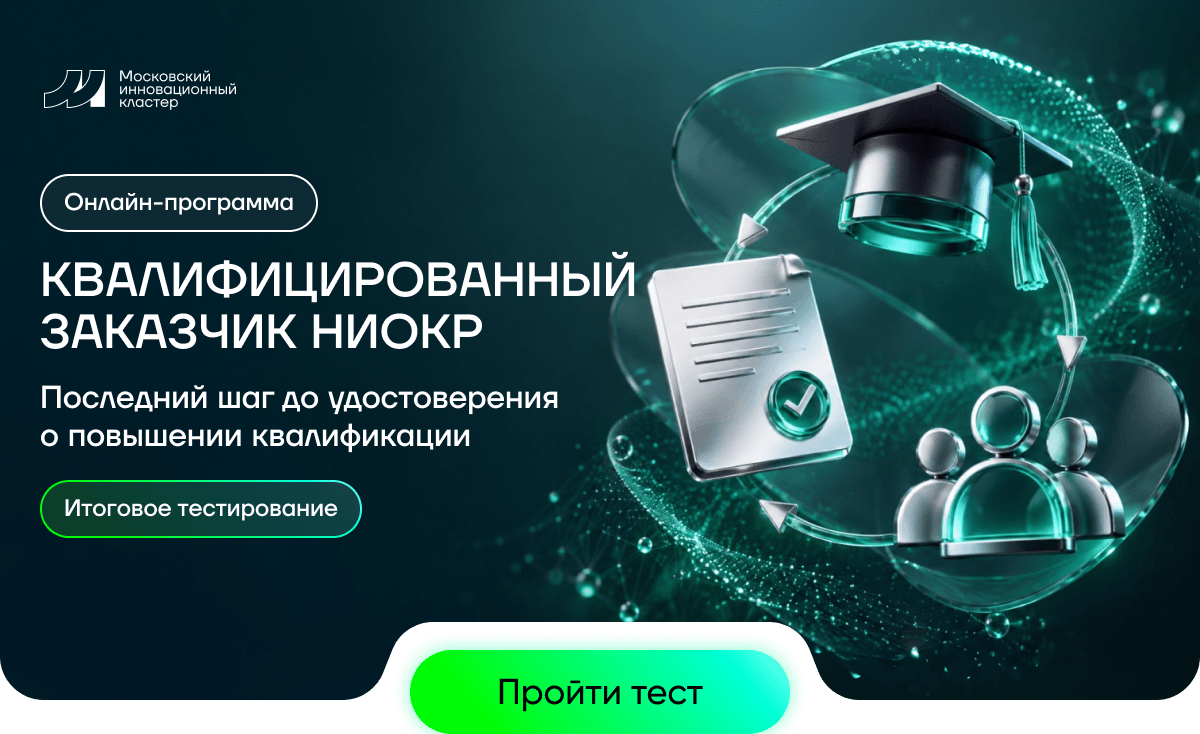 Московский
инновационный
кластер
Онлайн-программа
КВАЛИФИЦИРОВАННЫЙ
ЗАКАЗЧИК НИОКР
Последний шаг до удостоверения
о повышении квалификации
Итоговое тестирование
Пройти тест